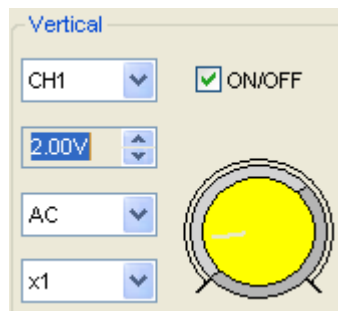 Vertical
CH1
ON/OFF
2.00V
AC
x1